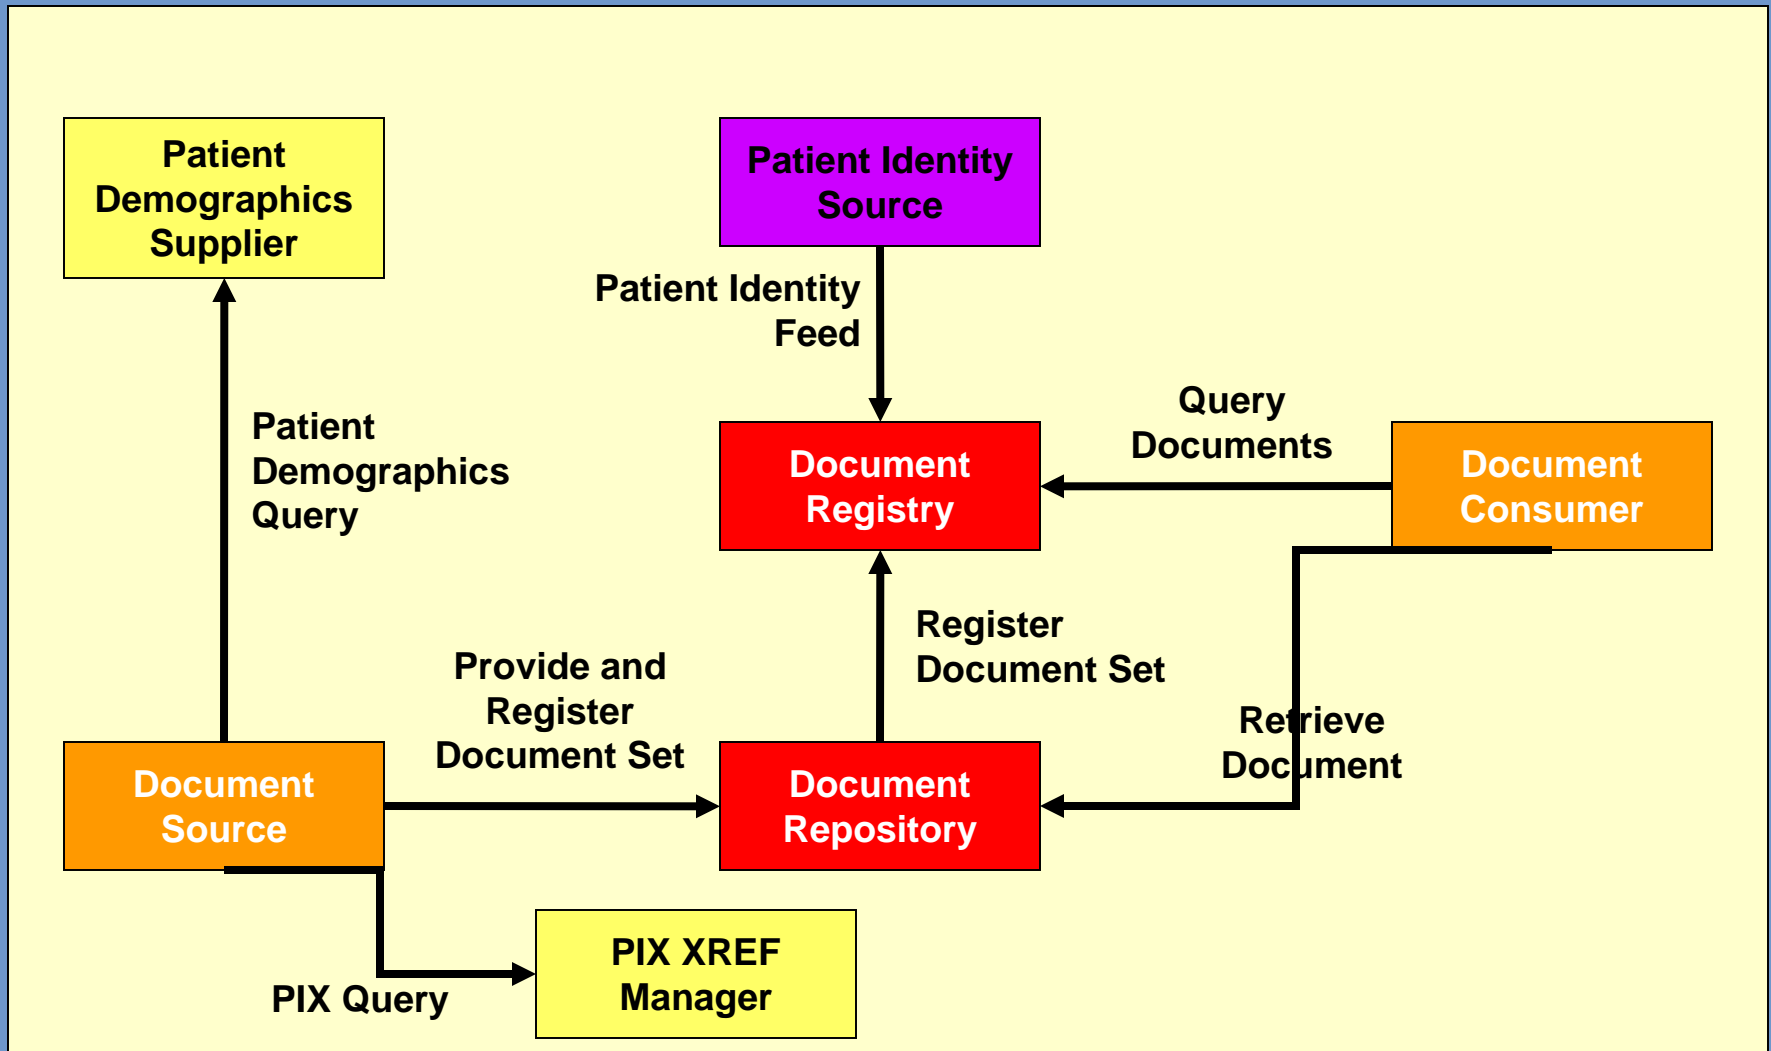 Patient
Demographics
Supplier
Patient Identity
Source
Patient Identity
Feed
Patient
Demographics
Query
Document
Registry
Query
Documents
Document
Consumer
Register
Document Set
Provide and
Register
Document Set
Retrieve
Document
Document
Source
Document
Repository
PIX Query
PIX XREF
Manager